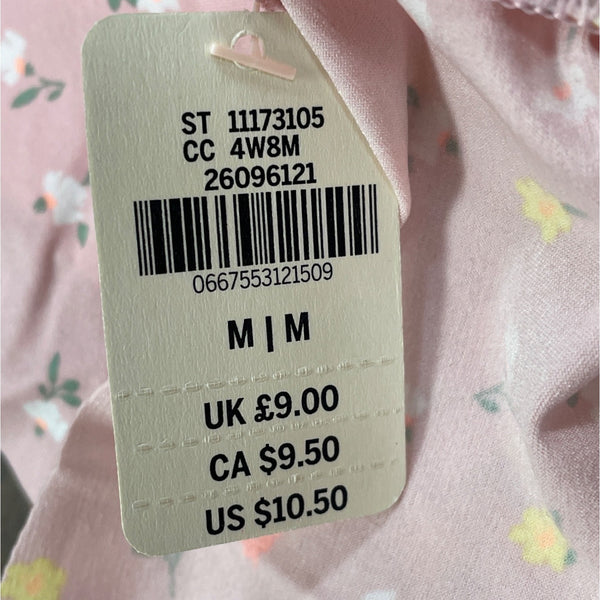 ST 11173105
CC 4W8M
26096121
0667553121509
M | M
UK £9.00
CA $9.50
US $10.50